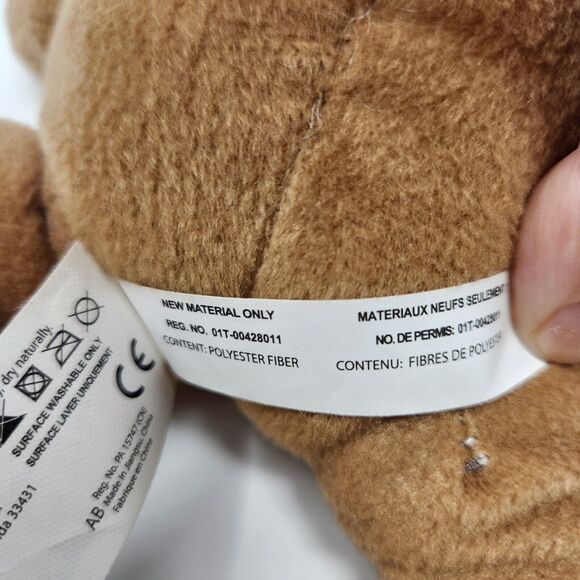 NEW MATERIAL ONLY
REG. NO. 01T-00428011
CONTENT: POLYESTER FIBER
MATERIAUX NEUFS SEULEMENT
NO. DE PERMIS: 01T-00428011
CONTENU: FIBRES DE POLYESTER
dry naturally.
SURFACE WASHABLE ONLY
SURFACE LAVER UNIQUEMENT
CE
Reg. No. PA 15747 (CN)
AB Made in Jiangsu, China
Fabriqué en Chine
33431